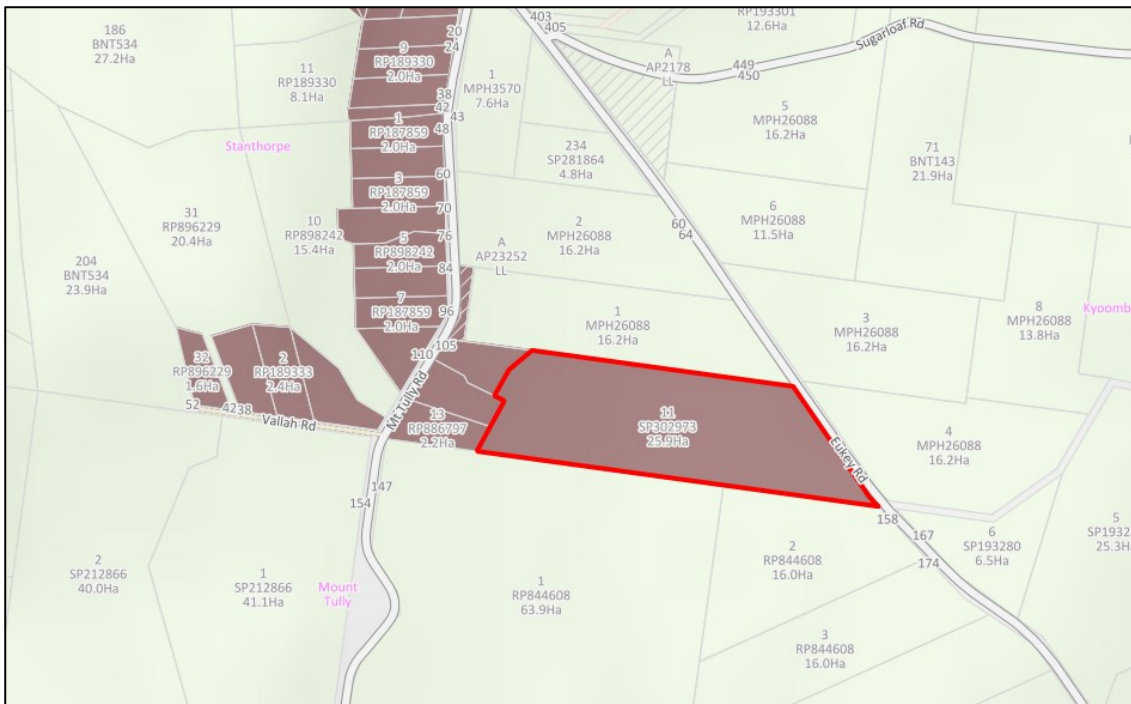 186
BNT534
27.2Ha
403
405
RP193301
12.6Ha
Sugarloaf Rd
20
24
9
RP189330
2.0Ha
11
RP189330
8.1Ha
A
AP2178
LL
449
450
1
MPH3570
7.6Ha
38
42
43
48
5
MPH26088
16.2Ha
1
RP187859
2.0Ha
Stanthorpe
234
SP281864
4.8Ha
71
BNT143
21.9Ha
3
RP187859
2.0Ha
60
70
6
MPH26088
11.5Ha
31
RP896229
20.4Ha
10
RP898242
15.4Ha
2
MPH26088
16.2Ha
60
64
5
RP898242
2.0Ha
76
84
A
AP23252
LL
204
BNT534
23.9Ha
7
RP187859
2.0Ha
96
1
MPH26088
16.2Ha
3
MPH26088
16.2Ha
8
MPH26088
13.8Ha
Kyoomb
105
110
32
RP896229
1.6Ha
2
RP189333
2.4Ha
Mt Tully Rd
52
4238
Vallah Rd
13
RP886797
2.2Ha
11
SP302973
25.9Ha
4
MPH26088
16.2Ha
Eukey Rd
147
154
158
167
174
6
SP193280
6.5Ha
5
SP1932
25.3H
2
SP212866
40.0Ha
1
SP212866
41.1Ha
Mount
Tully
1
RP844608
63.9Ha
2
RP844608
16.0Ha
3
RP844608
16.0Ha